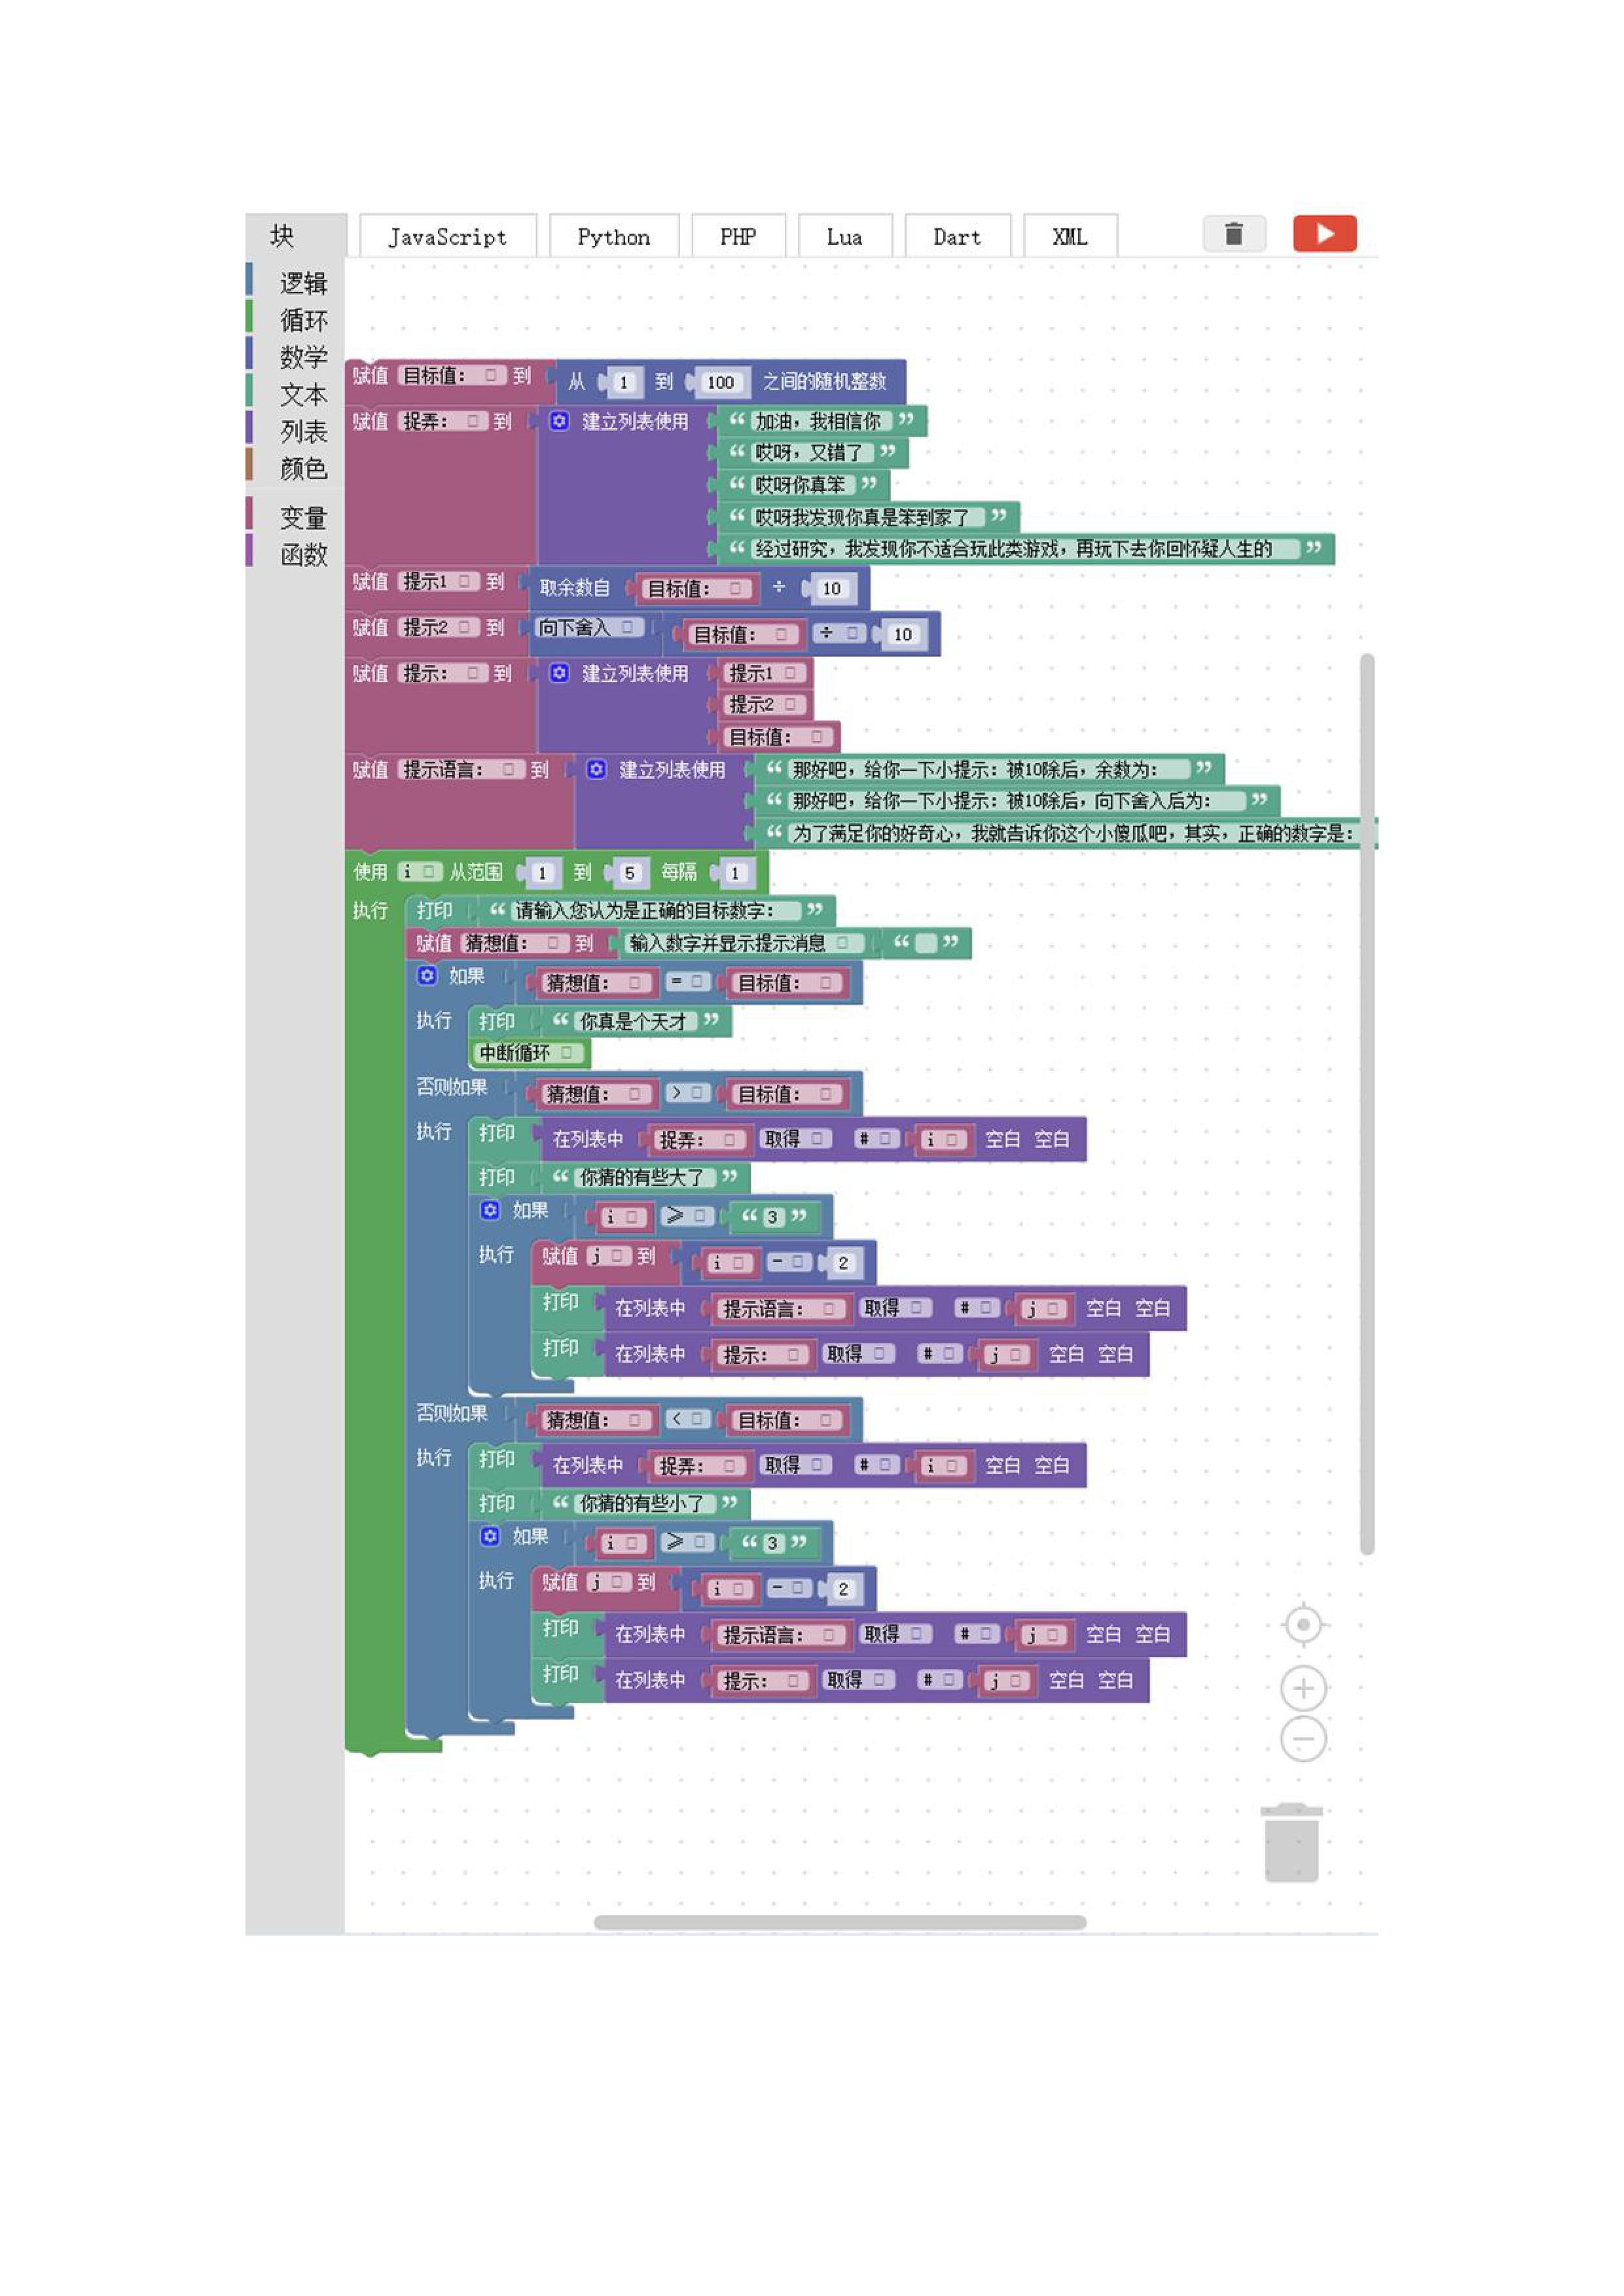 块 JavaScript Python PHP Lua Dart XML
逻辑
循环
数学
文本
列表
颜色
变量
函数
赋值 目标值： 到 从 1 到 100 之间的随机整数
赋值 捉弄： 到 建立列表使用 “ 加油，我相信你 ”
“ 哎呀，又错了 ”
“ 哎呀你真笨 ”
“ 哎呀我发现你真是笨到家了 ”
“ 经过研究，我发现你不适合玩此类游戏，再玩下去你回怀疑人生的 ”
赋值 提示1 到 取余数自 目标值： ÷ 10
赋值 提示2 到 向下舍入 目标值： ÷ 10
赋值 提示： 到 建立列表使用 提示1
提示2
目标值：
赋值 提示语言： 到 建立列表使用 “ 那好吧，给你一下小提示：被10除后，余数为： ”
“ 那好吧，给你一下小提示：被10除后，向下舍入后为： ”
“ 为了满足你的好奇心，我就告诉你这个小傻瓜吧，其实，正确的数字是：
使用 i 从范围 1 到 5 每隔 1
执行 打印 “ 请输入您认为是正确的目标数字： ”
赋值 猜想值： 到 输入数字并显示提示消息 “ ”
如果 猜想值： = 目标值：
执行 打印 “ 你真是个天才 ”
中断循环
否则如果 猜想值： > 目标值：
执行 打印 在列表中 捉弄： 取得 # i 空白 空白
打印 “ 你猜的有些大了 ”
如果 i ≥ “ 3 ”
执行 赋值 j 到 i - 2
打印 在列表中 提示语言： 取得 # j 空白 空白
打印 在列表中 提示： 取得 # j 空白 空白
否则如果 猜想值： < 目标值：
执行 打印 在列表中 捉弄： 取得 # i 空白 空白
打印 “ 你猜的有些小了 ”
如果 i ≥ “ 3 ”
执行 赋值 j 到 i - 2
打印 在列表中 提示语言： 取得 # j 空白 空白
打印 在列表中 提示： 取得 # j 空白 空白